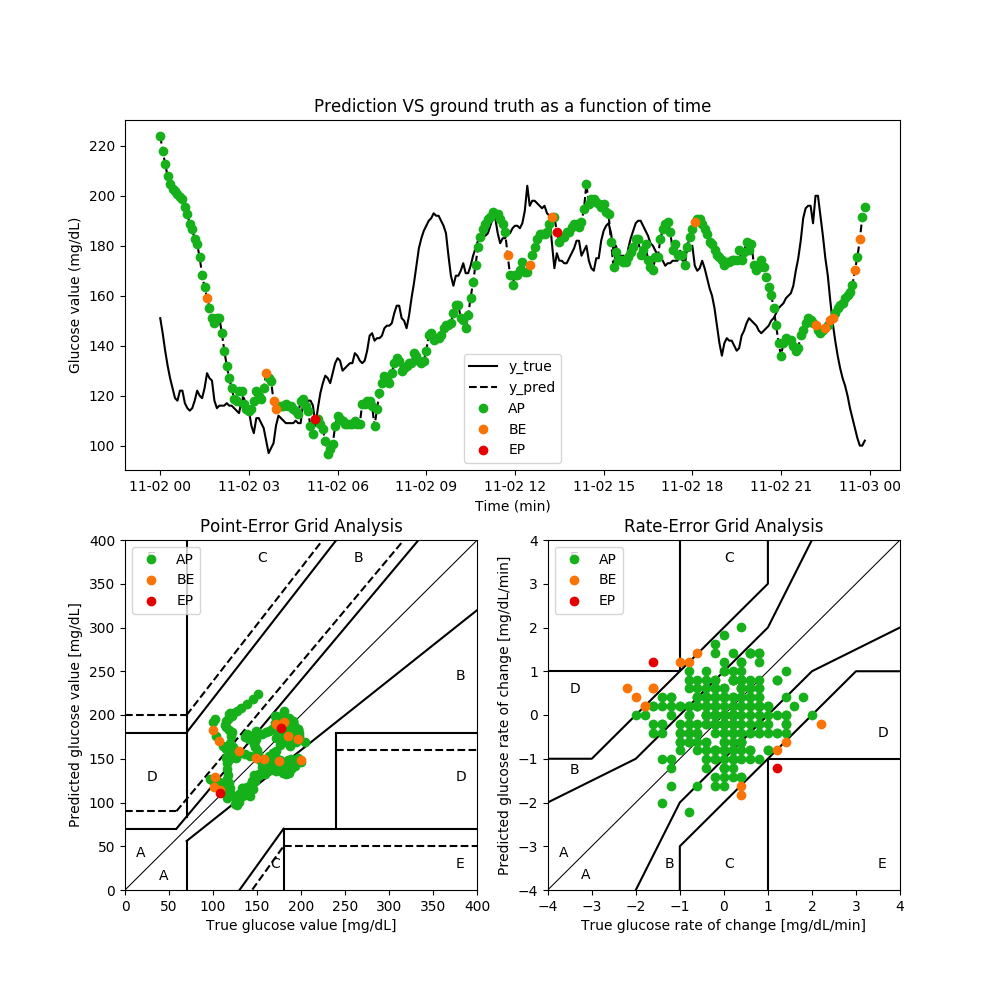 Prediction VS ground truth as a function of time
Glucose value (mg/dL)
220
200
180
160
140
120
100
y_true
y_pred
AP
BE
EP
11-02 00 11-02 03 11-02 06 11-02 09 11-02 12 11-02 15 11-02 18 11-02 21 11-03 00
Time (min)
Point-Error Grid Analysis
Predicted glucose value [mg/dL]
400
350
300
250
200
150
100
50
0
AP
BE
EP
C B
B
D D
A
A C E
0 50 100 150 200 250 300 350 400
True glucose value [mg/dL]
Rate-Error Grid Analysis
Predicted glucose rate of change [mg/dL/min]
4
3
2
1
0
−1
−2
−3
−4
AP
BE
EP
C
D
D
B
A
A B C E
−4 −3 −2 −1 0 1 2 3 4
True glucose rate of change [mg/dL/min]